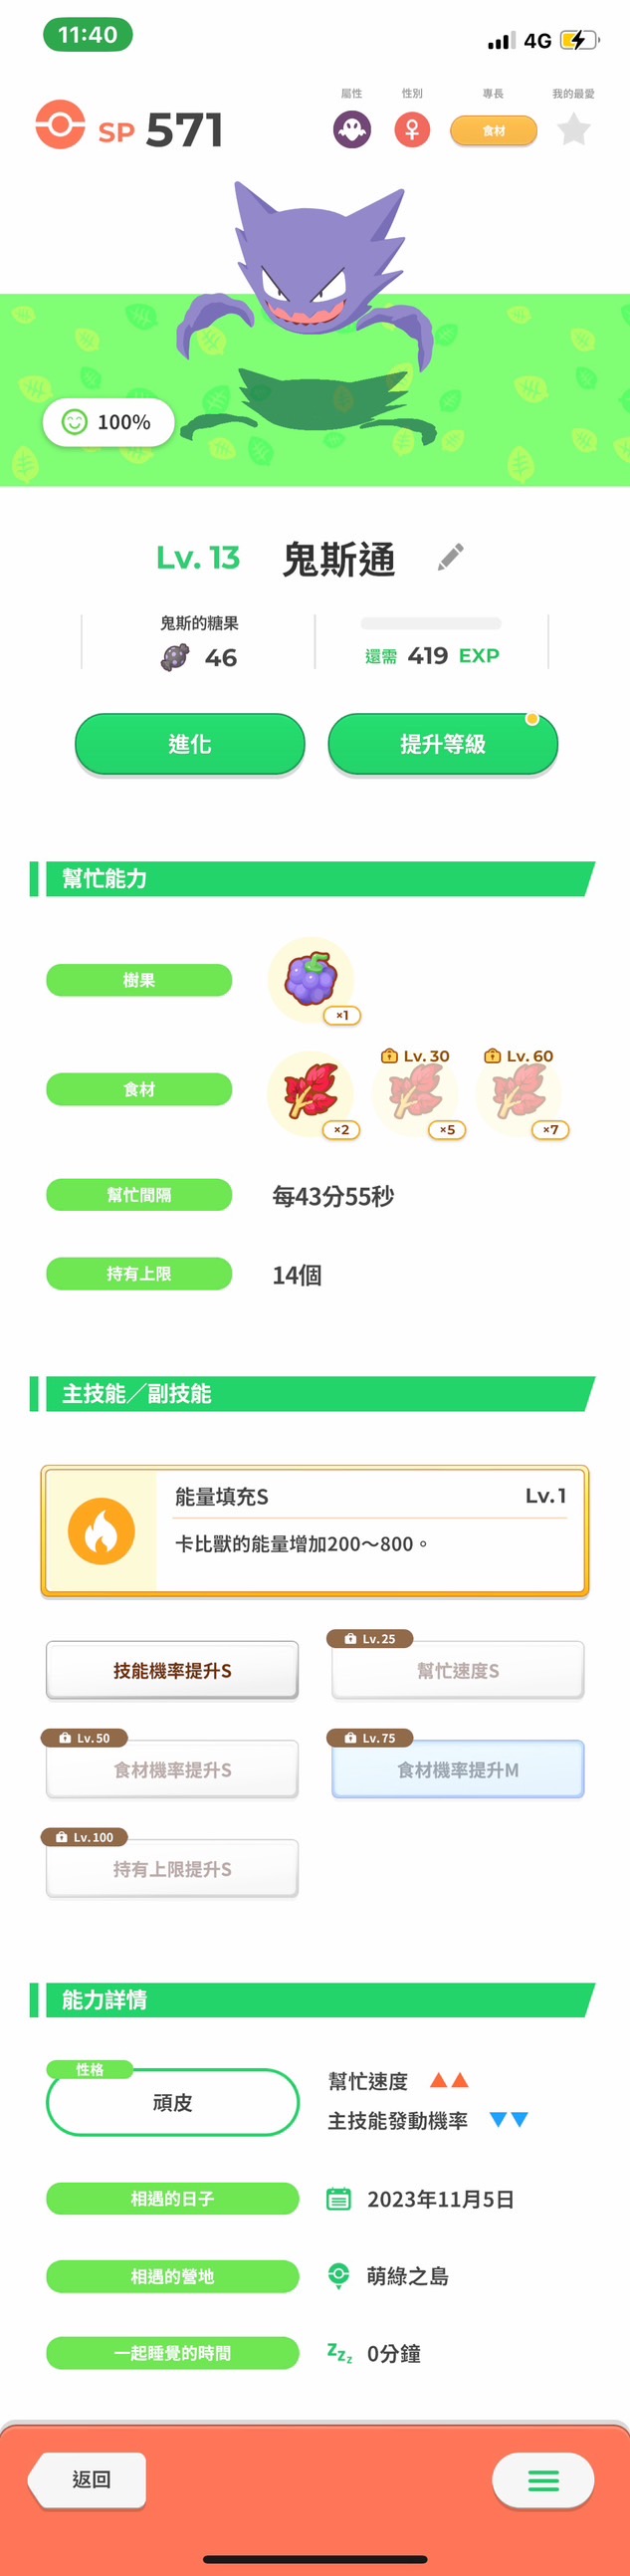 11:40
4G
屬性
性別
專長
我的最愛
SP 571
食材
100%
Lv. 13 鬼斯通
鬼斯的糖果
46
還需 419 EXP
進化
提升等級
幫忙能力
樹果
×1
食材
×2
Lv. 30
×5
Lv. 60
×7
幫忙間隔
每43分55秒
持有上限
14個
主技能／副技能
能量填充S
Lv. 1
卡比獸的能量增加200～800。
技能機率提升S
Lv. 25
幫忙速度S
Lv. 50
食材機率提升S
Lv. 75
食材機率提升M
Lv. 100
持有上限提升S
能力詳情
性格
頑皮
幫忙速度
主技能發動機率
相遇的日子
2023年11月5日
相遇的營地
萌綠之島
一起睡覺的時間
zzz 0分鐘
返回